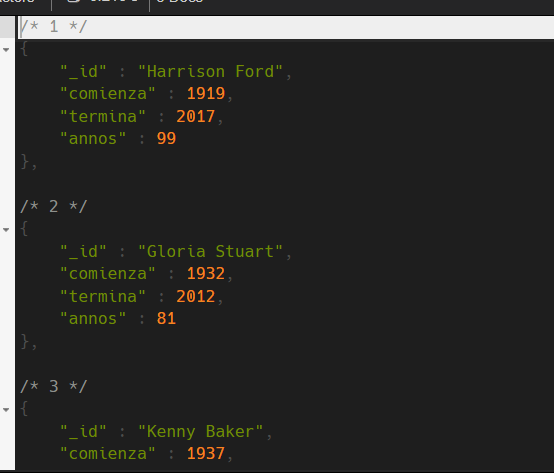 /* 1 */
{
"_id" : "Harrison Ford",
"comienza" : 1919,
"termina" : 2017,
"annos" : 99
},
/* 2 */
{
"_id" : "Gloria Stuart",
"comienza" : 1932,
"termina" : 2012,
"annos" : 81
},
/* 3 */
{
"_id" : "Kenny Baker",
"comienza" : 1937,